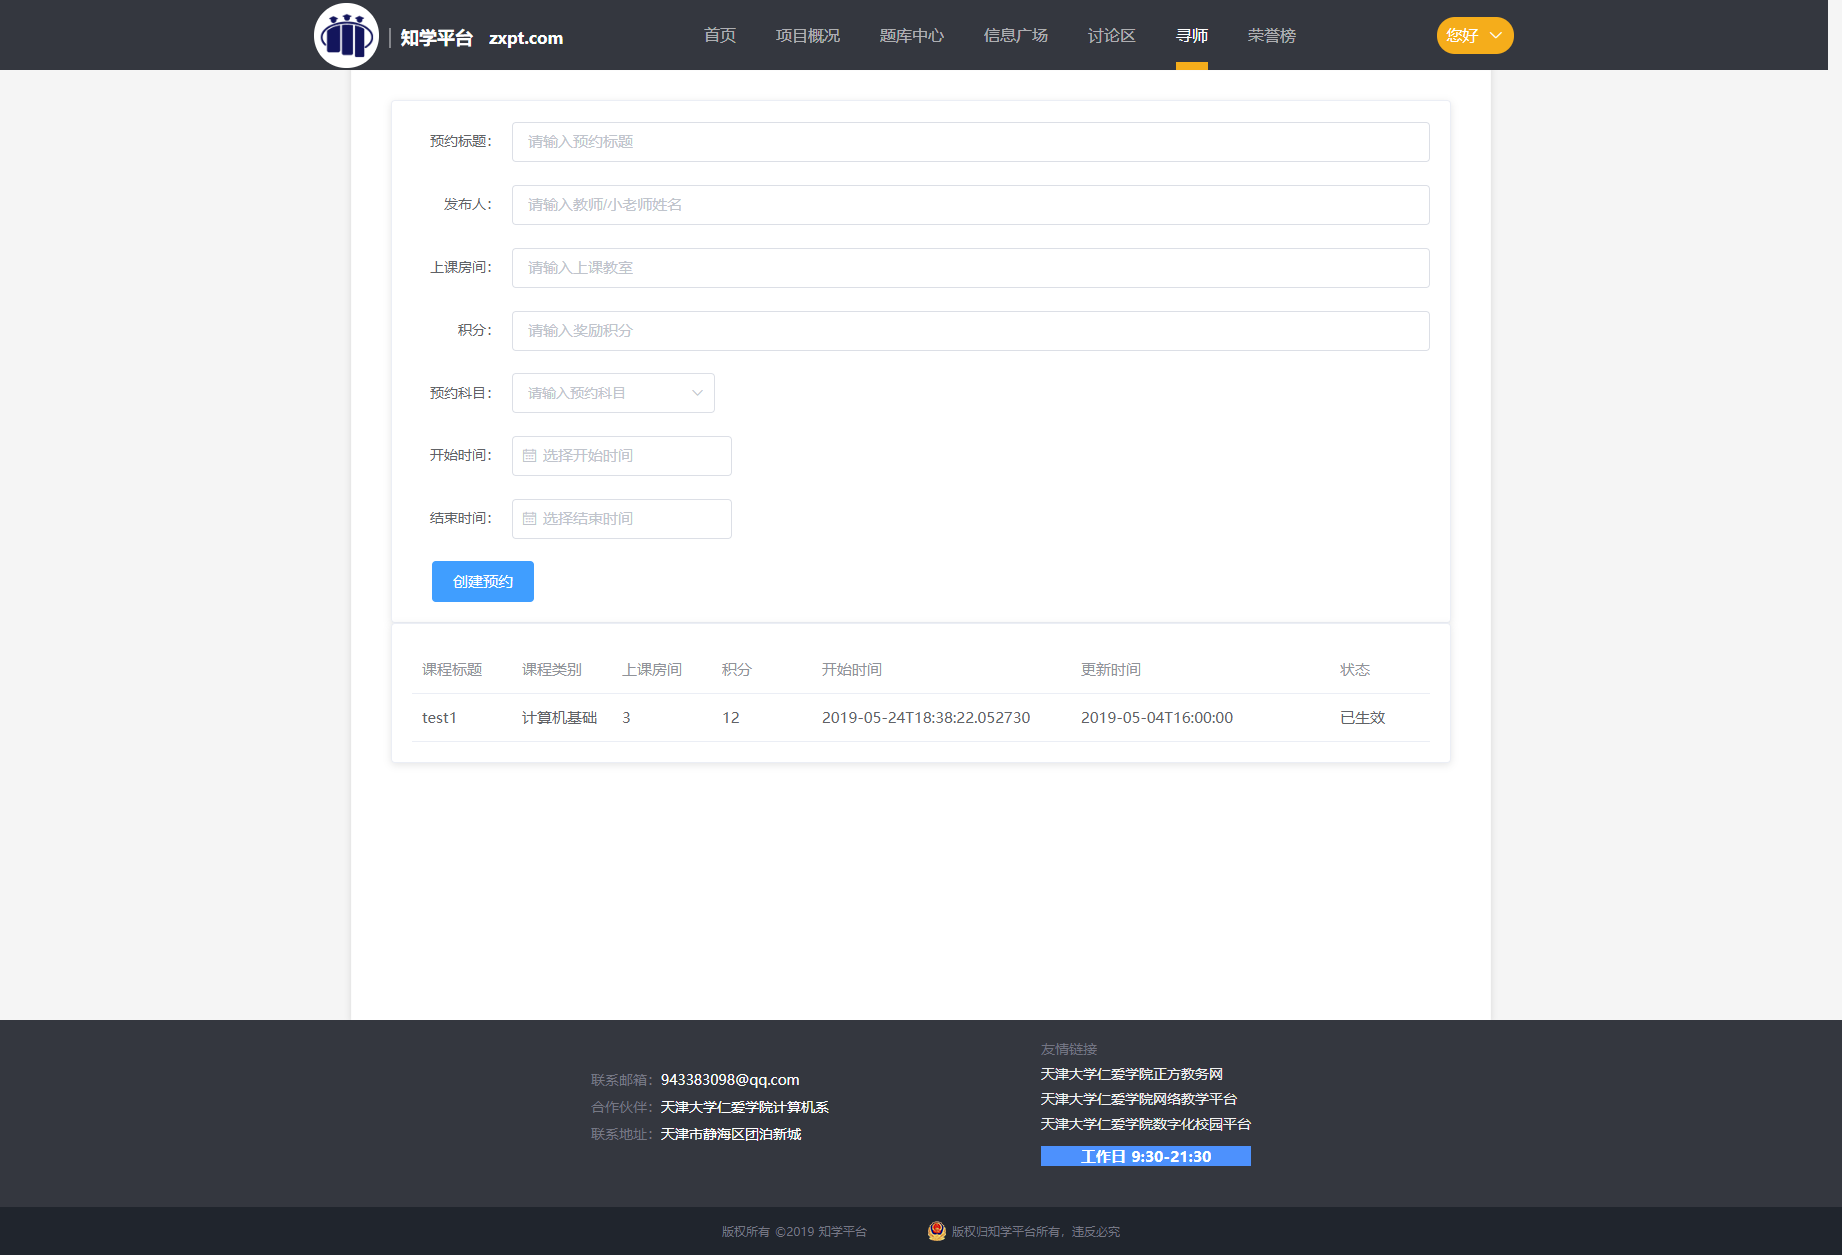 知学平台 zxpt.com 首页 项目概况 题库中心 信息广场 讨论区 寻师 荣誉榜 您好
预约标题： 请输入预约标题
发布人： 请输入教师/小老师姓名
上课房间： 请输入上课教室
积分： 请输入奖励积分
预约科目： 请输入预约科目
开始时间： 选择开始时间
结束时间： 选择结束时间
创建预约
课程标题 课程类别 上课房间 积分 开始时间 更新时间 状态
test1 计算机基础 3 12 2019-05-24T18:38:22.052730 2019-05-04T16:00:00 已生效
联系邮箱：943383098@qq.com
合作伙伴：天津大学仁爱学院计算机系
联系地址：天津市静海区团泊新城
友情链接
天津大学仁爱学院正方教务网
天津大学仁爱学院网络教学平台
天津大学仁爱学院数字化校园平台
工作日 9:30-21:30
版权所有 ©2019 知学平台 版权归知学平台所有，违反必究